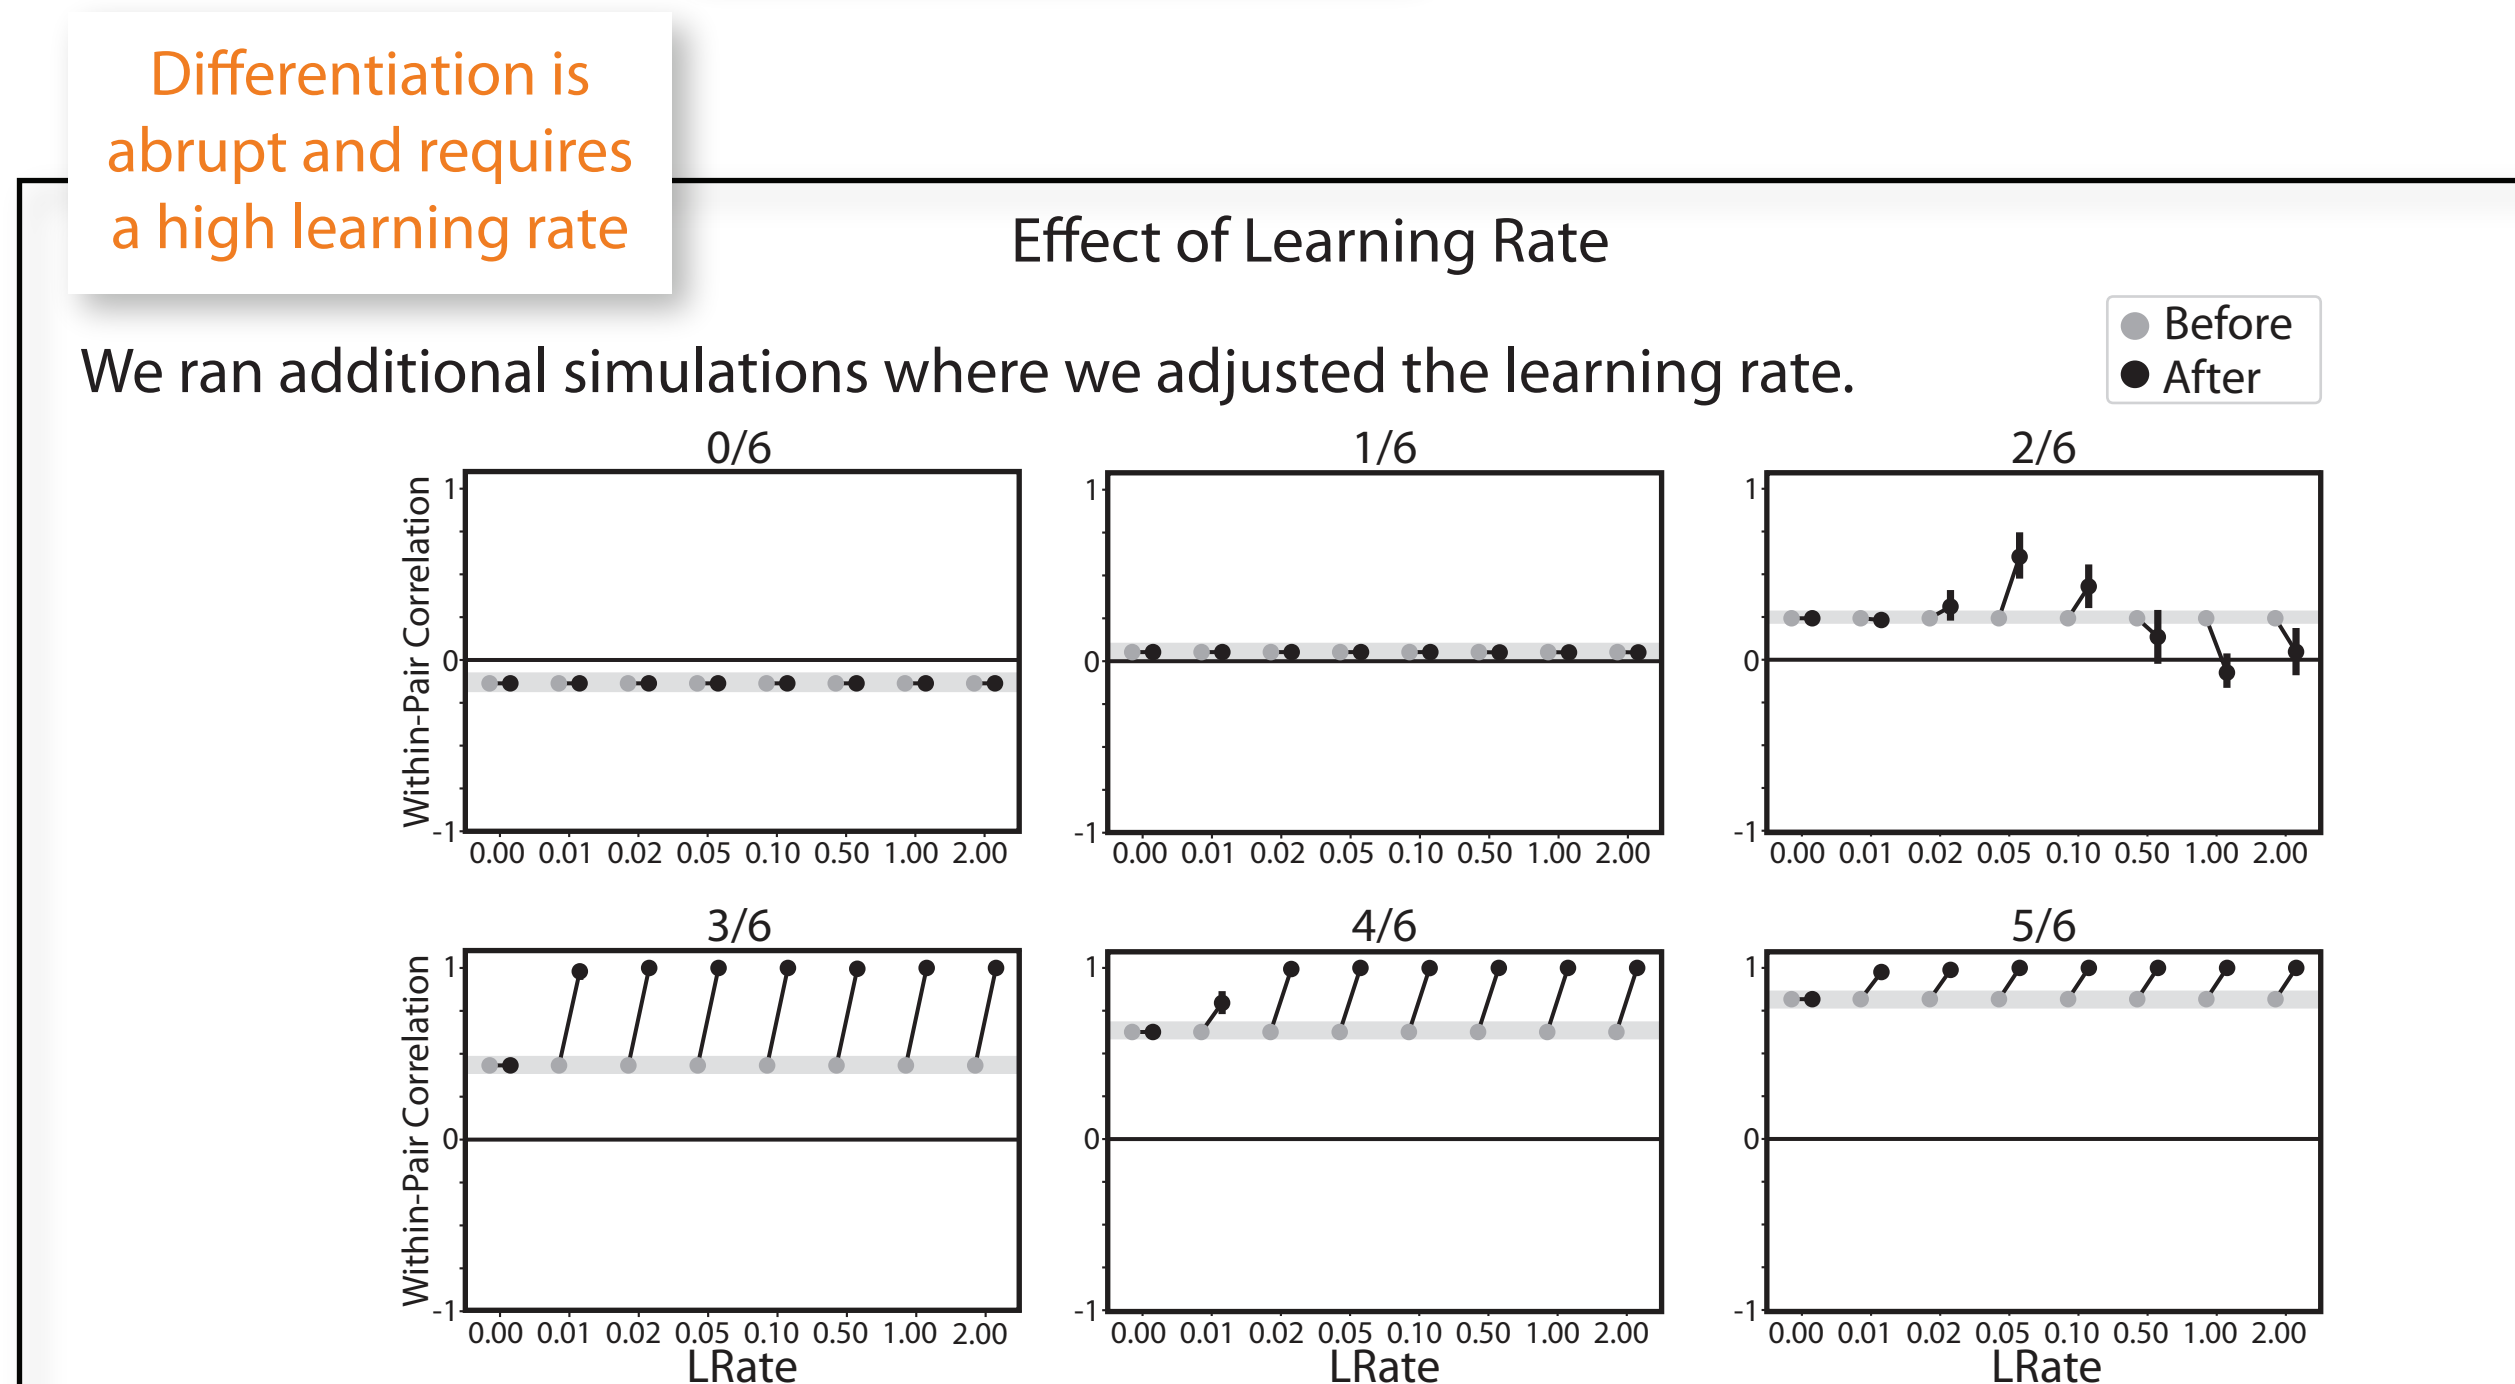 Differentiation is
abrupt and requires
a high learning rate
Effect of Learning Rate
We ran additional simulations where we adjusted the learning rate.
Before
After
0/6
1/6
2/6
Within-Pair Correlation
1
0
-1
0.00 0.01 0.02 0.05 0.10 0.50 1.00 2.00
1
0
-1
0.00 0.01 0.02 0.05 0.10 0.50 1.00 2.00
1
0
-1
0.00 0.01 0.02 0.05 0.10 0.50 1.00 2.00
3/6
4/6
5/6
Within-Pair Correlation
1
0
-1
0.00 0.01 0.02 0.05 0.10 0.50 1.00 2.00
LRate
1
0
-1
0.00 0.01 0.02 0.05 0.10 0.50 1.00 2.00
LRate
1
0
-1
0.00 0.01 0.02 0.05 0.10 0.50 1.00 2.00
LRate